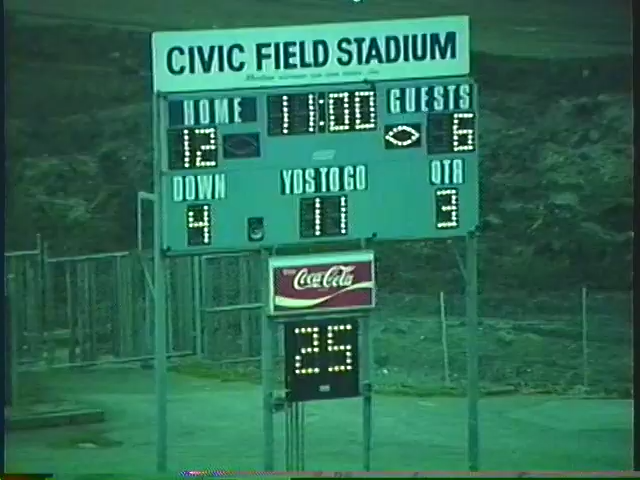 CIVIC FIELD STADIUM
HOME 11:00 GUESTS
12 6
DOWN YDS TO GO QTR
4 11 3
Coca-Cola
25